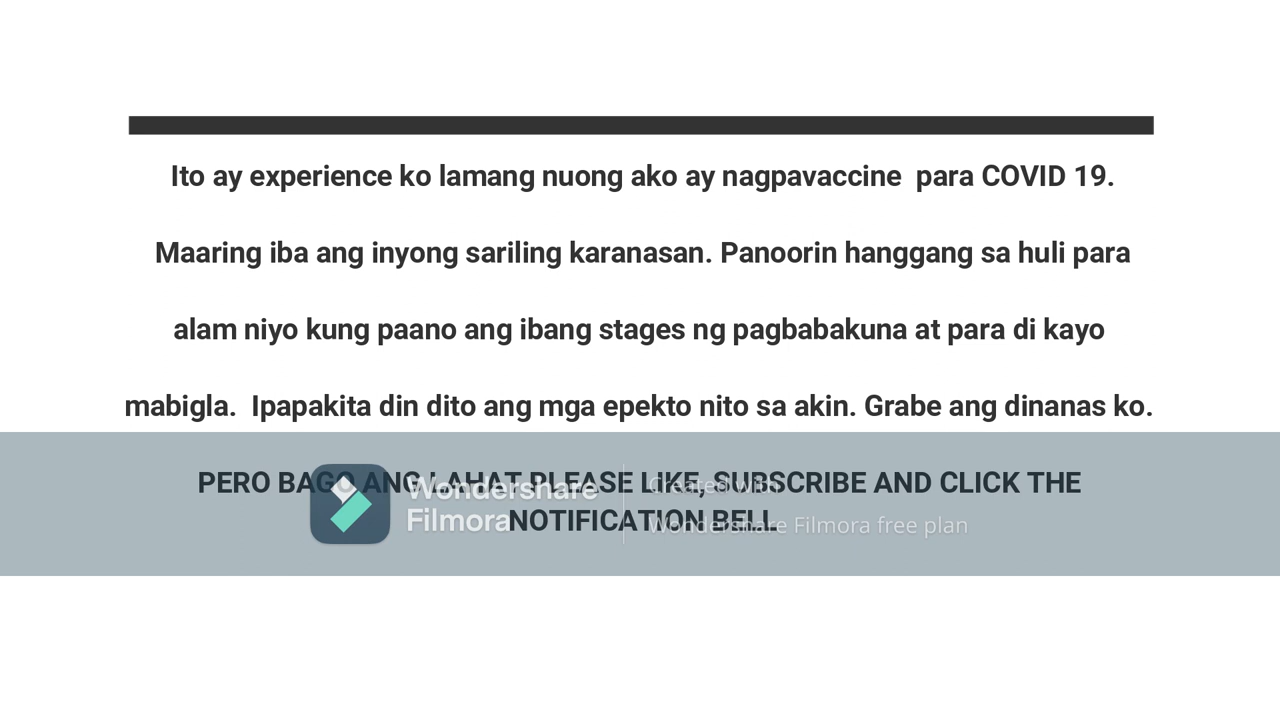 Ito ay experience ko lamang nuong ako ay nagpavaccine  para COVID 19.
Maaring iba ang inyong sariling karanasan. Panoorin hanggang sa huli para
alam niyo kung paano ang ibang stages ng pagbabakuna at para di kayo
mabigla.  Ipapakita din dito ang mga epekto nito sa akin. Grabe ang dinanas ko.
PERO BAGO ANG LAHAT PLEASE LIKE, SUBSCRIBE AND CLICK THE
NOTIFICATION BELL
Wondershare
Filmora
Created with
Wondershare Filmora free plan